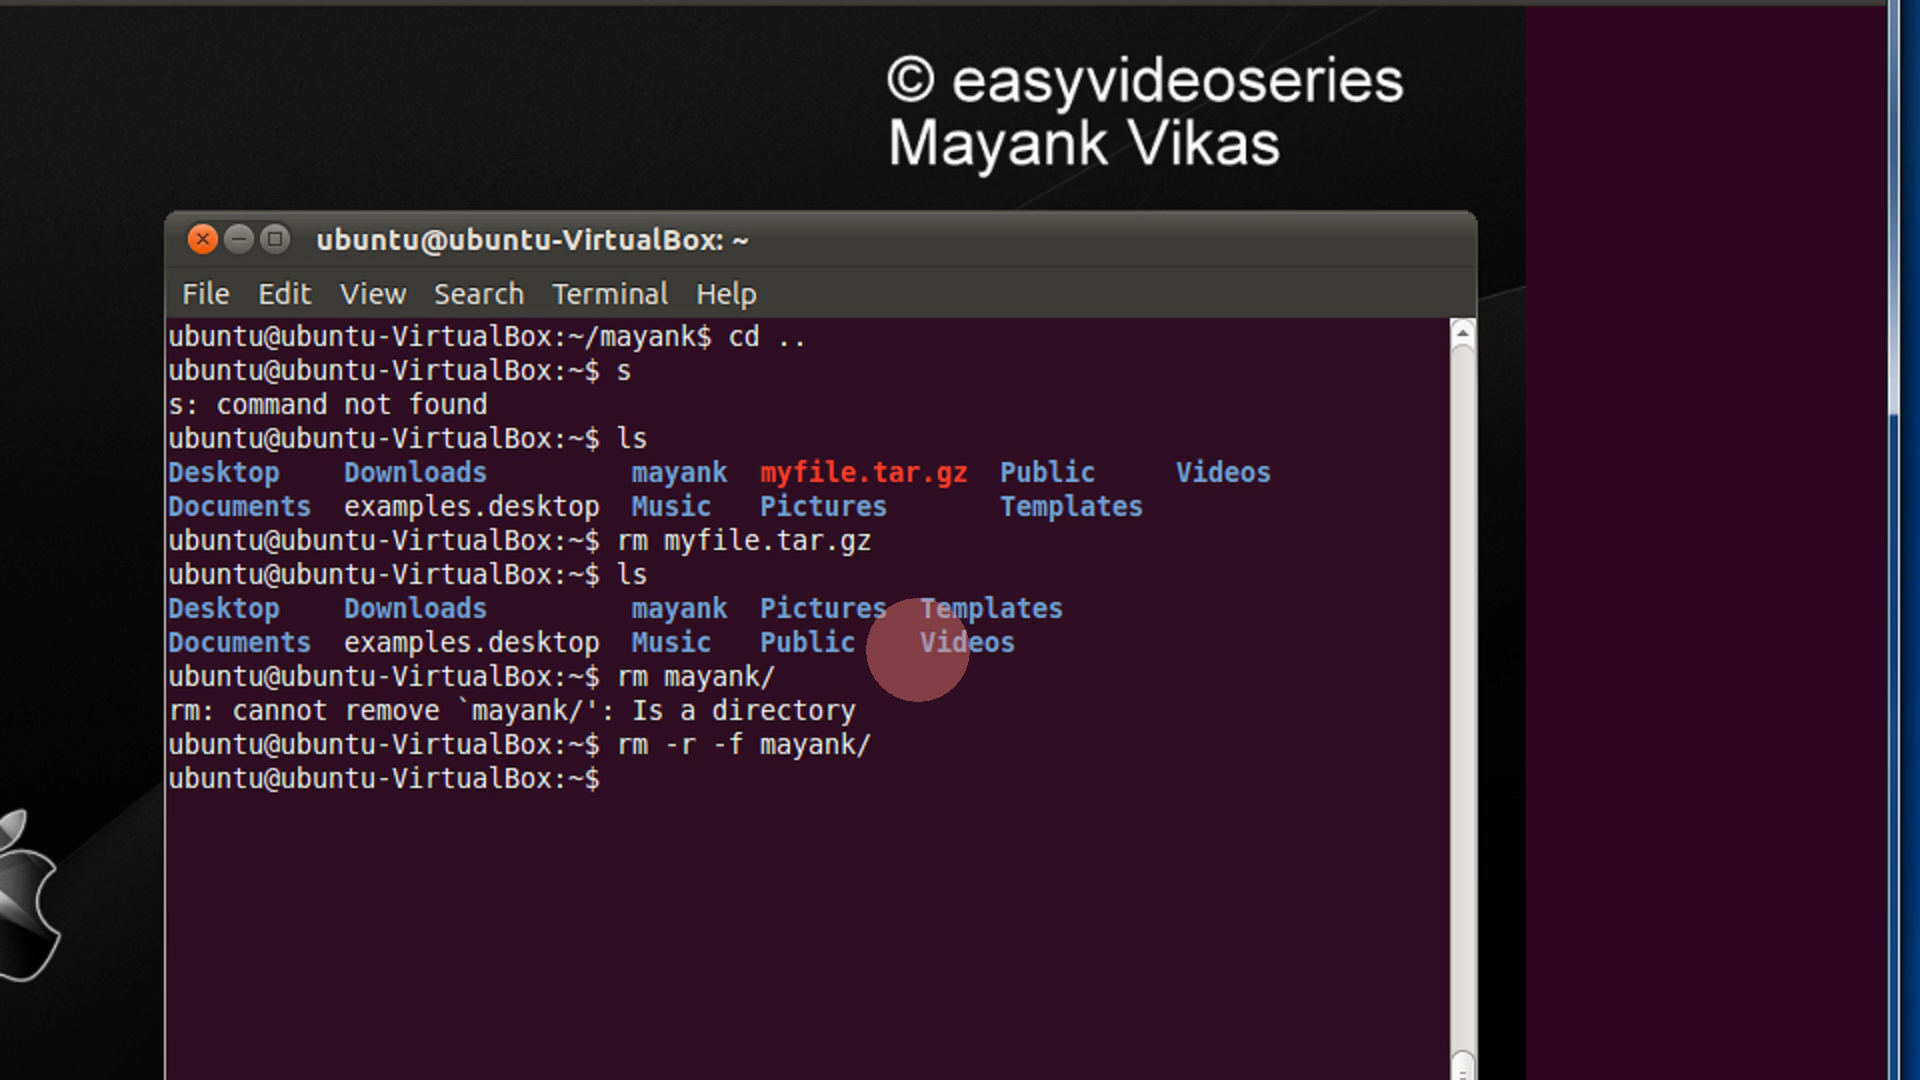 © easyvideoseries
Mayank Vikas
ubuntu@ubuntu-VirtualBox: ~
File Edit View Search Terminal Help
ubuntu@ubuntu-VirtualBox:~/mayank$ cd ..
ubuntu@ubuntu-VirtualBox:~$ s
s: command not found
ubuntu@ubuntu-VirtualBox:~$ ls
Desktop Downloads mayank myfile.tar.gz Public Videos
Documents examples.desktop Music Pictures Templates
ubuntu@ubuntu-VirtualBox:~$ rm myfile.tar.gz
ubuntu@ubuntu-VirtualBox:~$ ls
Desktop Downloads mayank Pictures Templates
Documents examples.desktop Music Public Videos
ubuntu@ubuntu-VirtualBox:~$ rm mayank/
rm: cannot remove `mayank/': Is a directory
ubuntu@ubuntu-VirtualBox:~$ rm -r -f mayank/
ubuntu@ubuntu-VirtualBox:~$